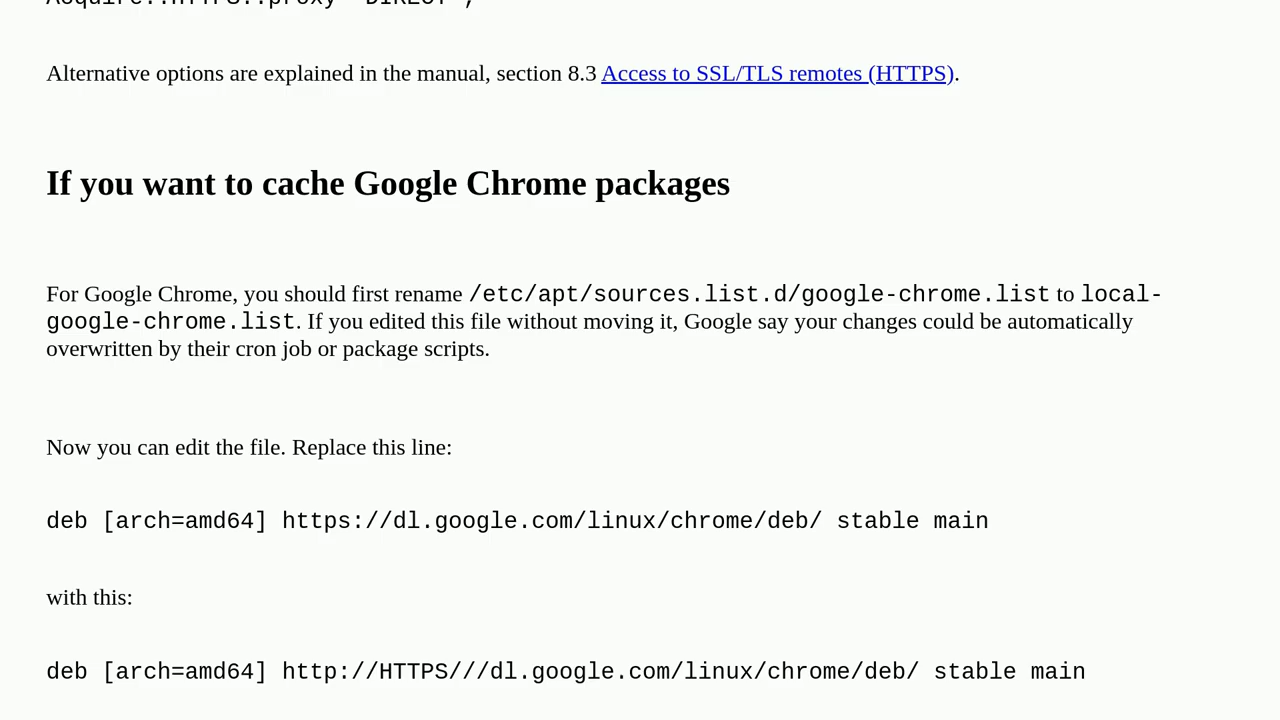 Acquire::HTTPS::proxy "DIRECT";
Alternative options are explained in the manual, section 8.3 Access to SSL/TLS remotes (HTTPS).
If you want to cache Google Chrome packages
For Google Chrome, you should first rename /etc/apt/sources.list.d/google-chrome.list to local-
google-chrome.list. If you edited this file without moving it, Google say your changes could be automatically
overwritten by their cron job or package scripts.
Now you can edit the file. Replace this line:
deb [arch=amd64] https://dl.google.com/linux/chrome/deb/ stable main
with this:
deb [arch=amd64] http://HTTPS///dl.google.com/linux/chrome/deb/ stable main